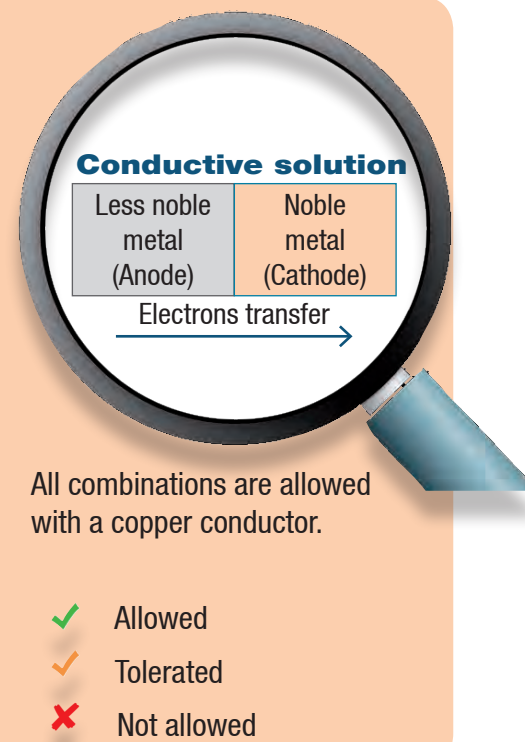 Conductive solution
Less noble
metal
(Anode)
Noble
metal
(Cathode)
Electrons transfer
All combinations are allowed
with a copper conductor.
Allowed
Tolerated
Not allowed